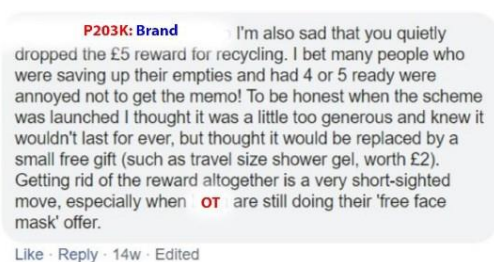 P203K: Brand I'm also sad that you quietly
dropped the £5 reward for recycling. I bet many people who
were saving up their empties and had 4 or 5 ready were
annoyed not to get the memo! To be honest when the scheme
was launched I thought it was a little too generous and knew it
wouldn't last for ever, but thought it would be replaced by a
small free gift (such as travel size shower gel, worth £2).
Getting rid of the reward altogether is a very short-sighted
move, especially when OT are still doing their 'free face
mask' offer.
Like · Reply · 14w · Edited